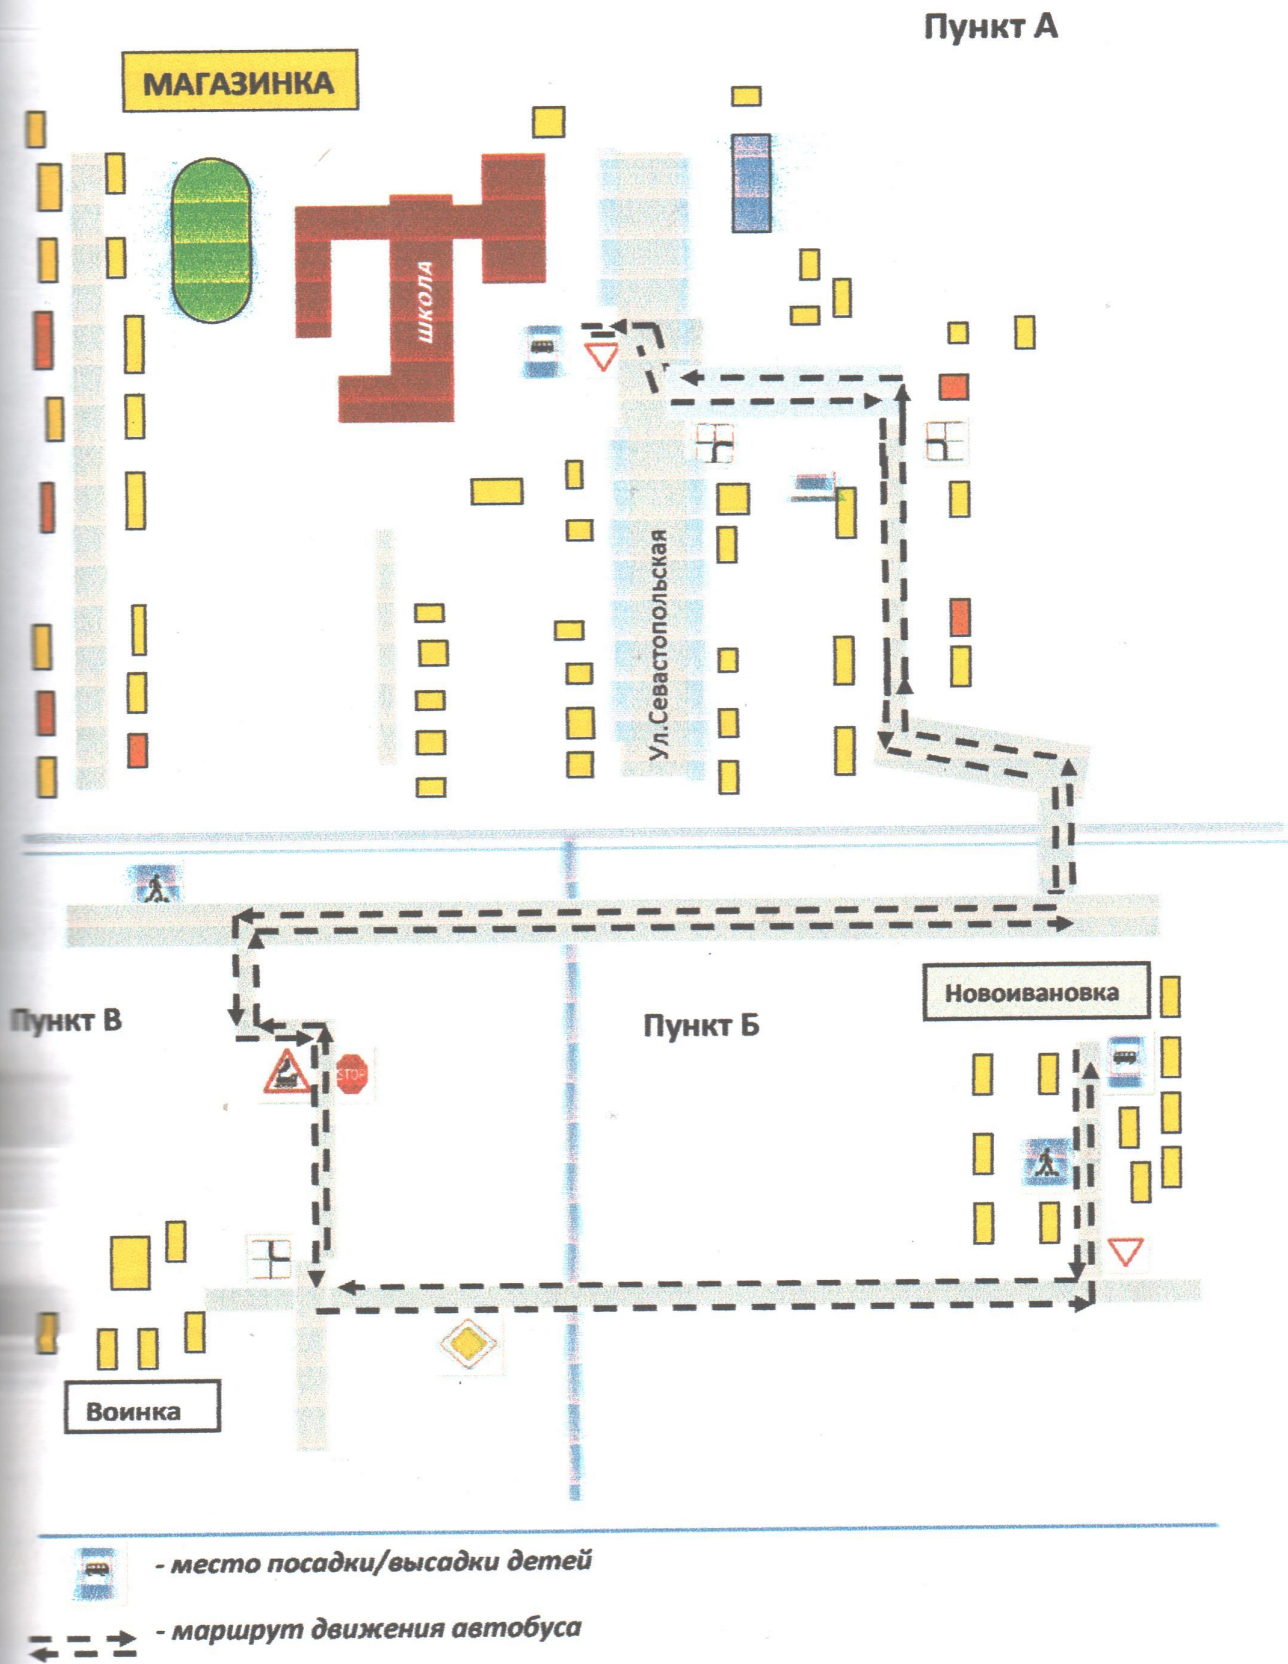 Пункт А
МАГАЗИНКА
ШКОЛА
Ул.Севастопольская
Новоивановка
Пункт В
Пункт Б
STOP
Воинка
- место посадки/высадки детей
- маршрут движения автобуса